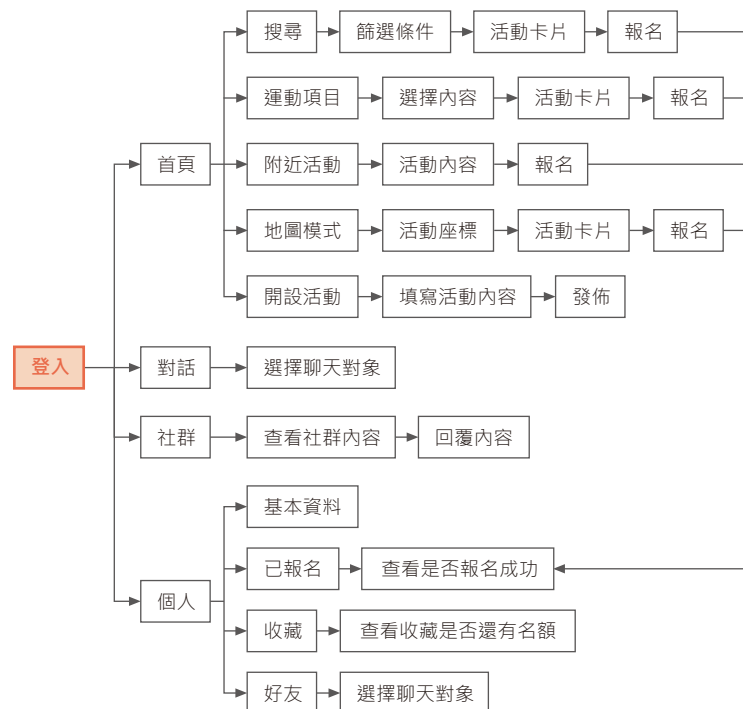 搜尋
篩選條件
活動卡片
報名
運動項目
選擇內容
活動卡片
報名
首頁
附近活動
活動內容
報名
地圖模式
活動座標
活動卡片
報名
開設活動
填寫活動內容
發佈
登入
對話
選擇聊天對象
社群
查看社群內容
回覆內容
基本資料
已報名
查看是否報名成功
個人
收藏
查看收藏是否還有名額
好友
選擇聊天對象